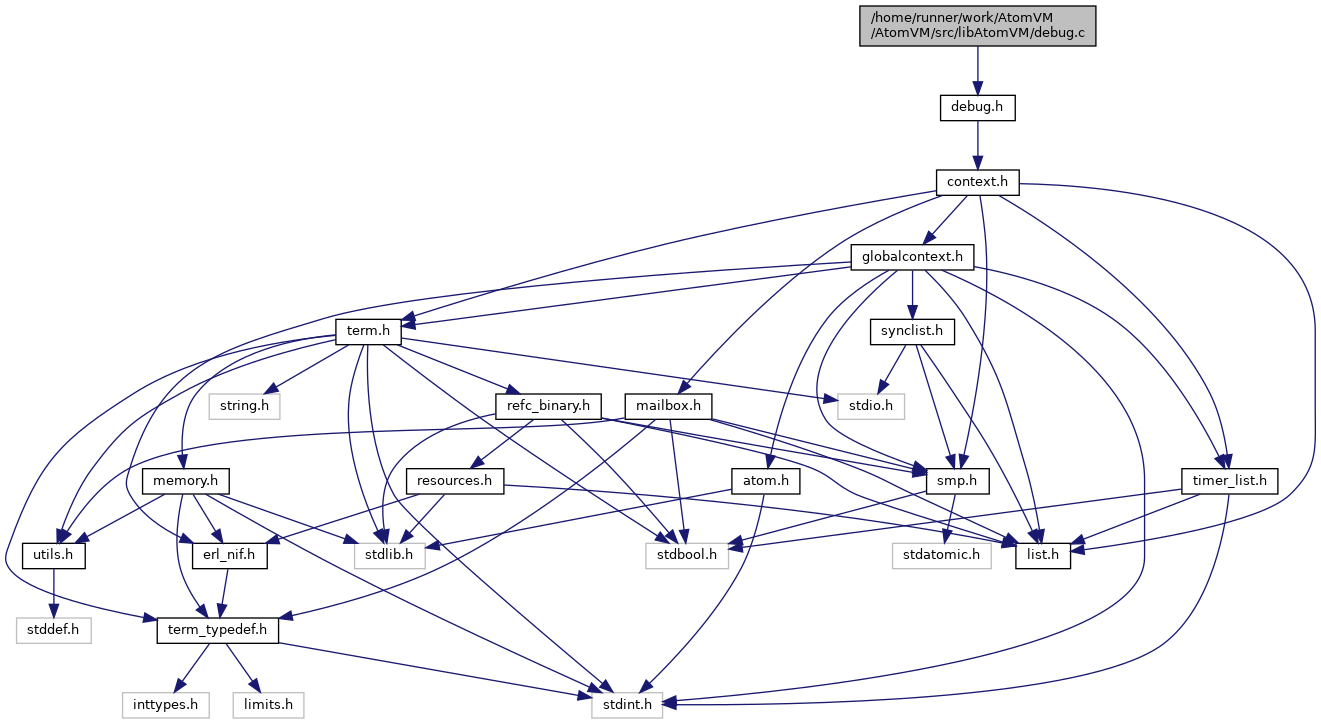 /home/runner/work/AtomVM
/AtomVM/src/libAtomVM/debug.c
debug.h
context.h
globalcontext.h
term.h
synclist.h
string.h
refc_binary.h
mailbox.h
stdio.h
memory.h
resources.h
atom.h
smp.h
timer_list.h
utils.h
erl_nif.h
stdlib.h
stdbool.h
stdatomic.h
list.h
stddef.h
term_typedef.h
inttypes.h
limits.h
stdint.h